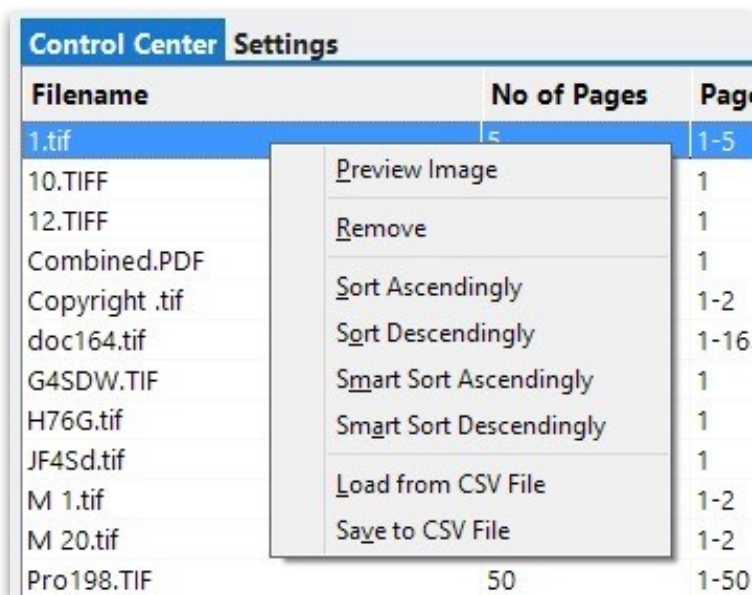 Control Center Settings
Filename No of Pages
1.tif 5 1-5
Preview Image
10.TIFF 1
12.TIFF 1
Remove
Combined.PDF 1
Sort Ascendingly
Copyright .tif 1-2
Sort Descendingly
doc164.tif 1-16
Smart Sort Ascendingly
G4SDW.TIF 1
Smart Sort Descendingly
H76G.tif 1
JF4Sd.tif 1
Load from CSV File
M 1.tif 1-2
Save to CSV File
M 20.tif 1-2
Pro198.TIF 50 1-50